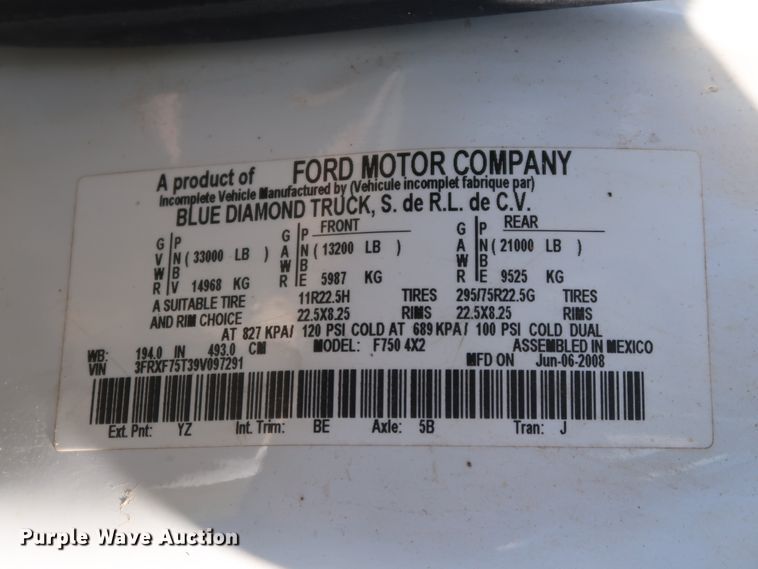 A product of FORD MOTOR COMPANY
Incomplete Vehicle Manufactured by (Vehicule incomplet fabrique par)
BLUE DIAMOND TRUCK, S. de R.L. de C.V.
FRONT REAR
G P G P G P
V N ( 33000 LB ) A N ( 13200 LB ) A N ( 21000 LB )
W B W B W B
R V 14968 KG R E 5987 KG R E 9525 KG
A SUITABLE TIRE 11R22.5H TIRES 295/75R22.5G TIRES
AND RIM CHOICE 22.5X8.25 RIMS 22.5X8.25 RIMS
AT 827 KPA/ 120 PSI COLD AT 689 KPA/ 100 PSI COLD DUAL
WB: 194.0 IN 493.0 CM MODEL: F750 4X2 ASSEMBLED IN MEXICO
VIN 3FRXF75T39V097291 MFD ON Jun-06-2008
Ext. Pnt: YZ Int. Trim: BE Axle: 5B Tran: J
Purple Wave Auction